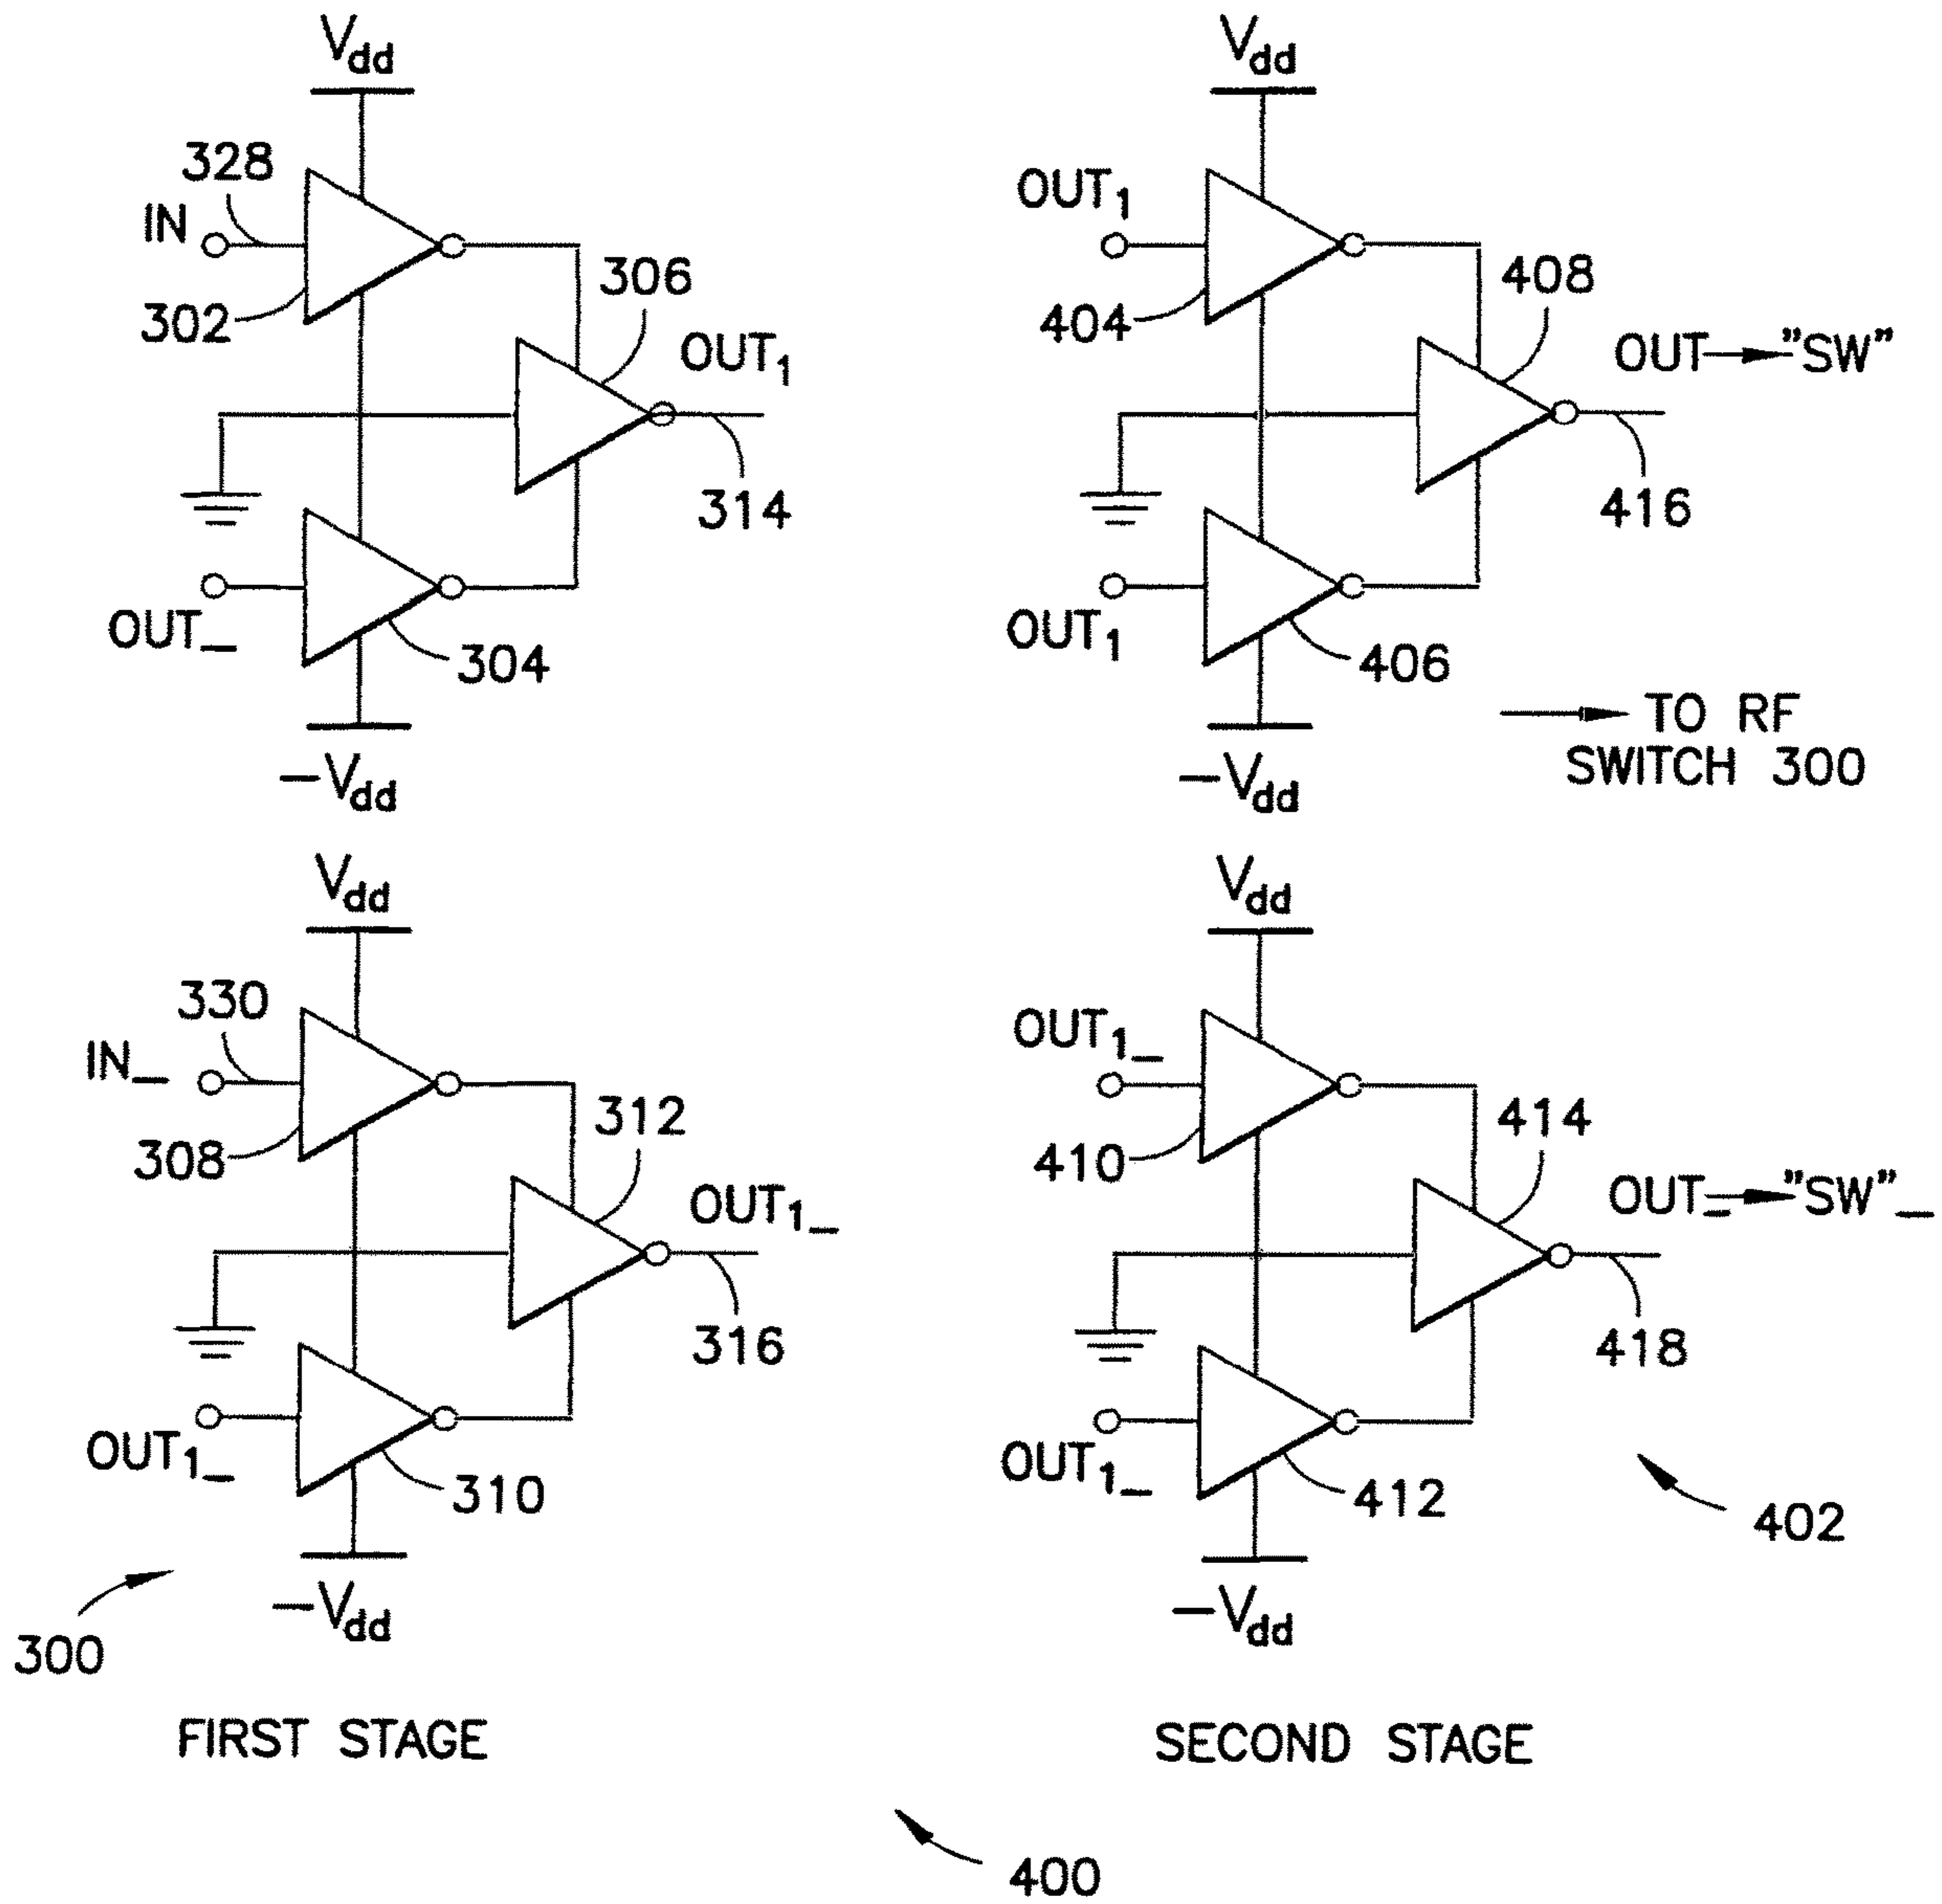 Vdd
328
IN
302
306
OUT1
314
OUT_
304
-Vdd
Vdd
OUT1
404
408
OUT → "SW"
416
OUT1
406
→ TO RF
SWITCH 300
-Vdd
Vdd
330
IN_
308
312
OUT1_
316
OUT1_
310
-Vdd
300
FIRST STAGE
Vdd
OUT1_
410
414
OUT_ → "SW"_
418
OUT1_
412
402
-Vdd
SECOND STAGE
400